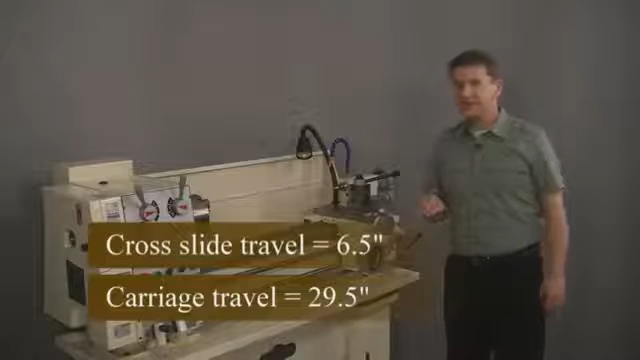 Cross slide travel = 6.5"
Carriage travel = 29.5"